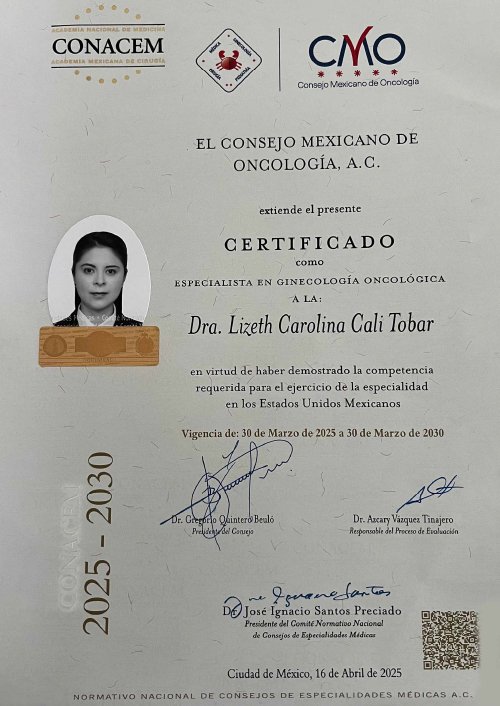 ACADEMIA NACIONAL DE MEDICINA
CONACEM
ACADEMIA MEXICANA DE CIRUGÍA
CMO
Consejo Mexicano de Oncología
EL CONSEJO MEXICANO DE
ONCOLOGÍA, A.C.
extiende el presente
CERTIFICADO
como
ESPECIALISTA EN GINECOLOGÍA ONCOLÓGICA
A LA:
Dra. Lizeth Carolina Cali Tobar
en virtud de haber demostrado la competencia
requerida para el ejercicio de la especialidad
en los Estados Unidos Mexicanos
Vigencia de: 30 de Marzo de 2025 a 30 de Marzo de 2030
Dr. Gregorio Quintero Beuló
Presidente del Consejo
Dr. Azcary Vázquez Tinajero
Responsable del Proceso de Evaluación
CONACEM
2025 - 2030
Dr. José Ignacio Santos Preciado
Presidente del Comité Normativo Nacional
de Consejos de Especialidades Médicas
Ciudad de México, 16 de Abril de 2025
NORMATIVO NACIONAL DE CONSEJOS DE ESPECIALIDADES MÉDICAS A.C.